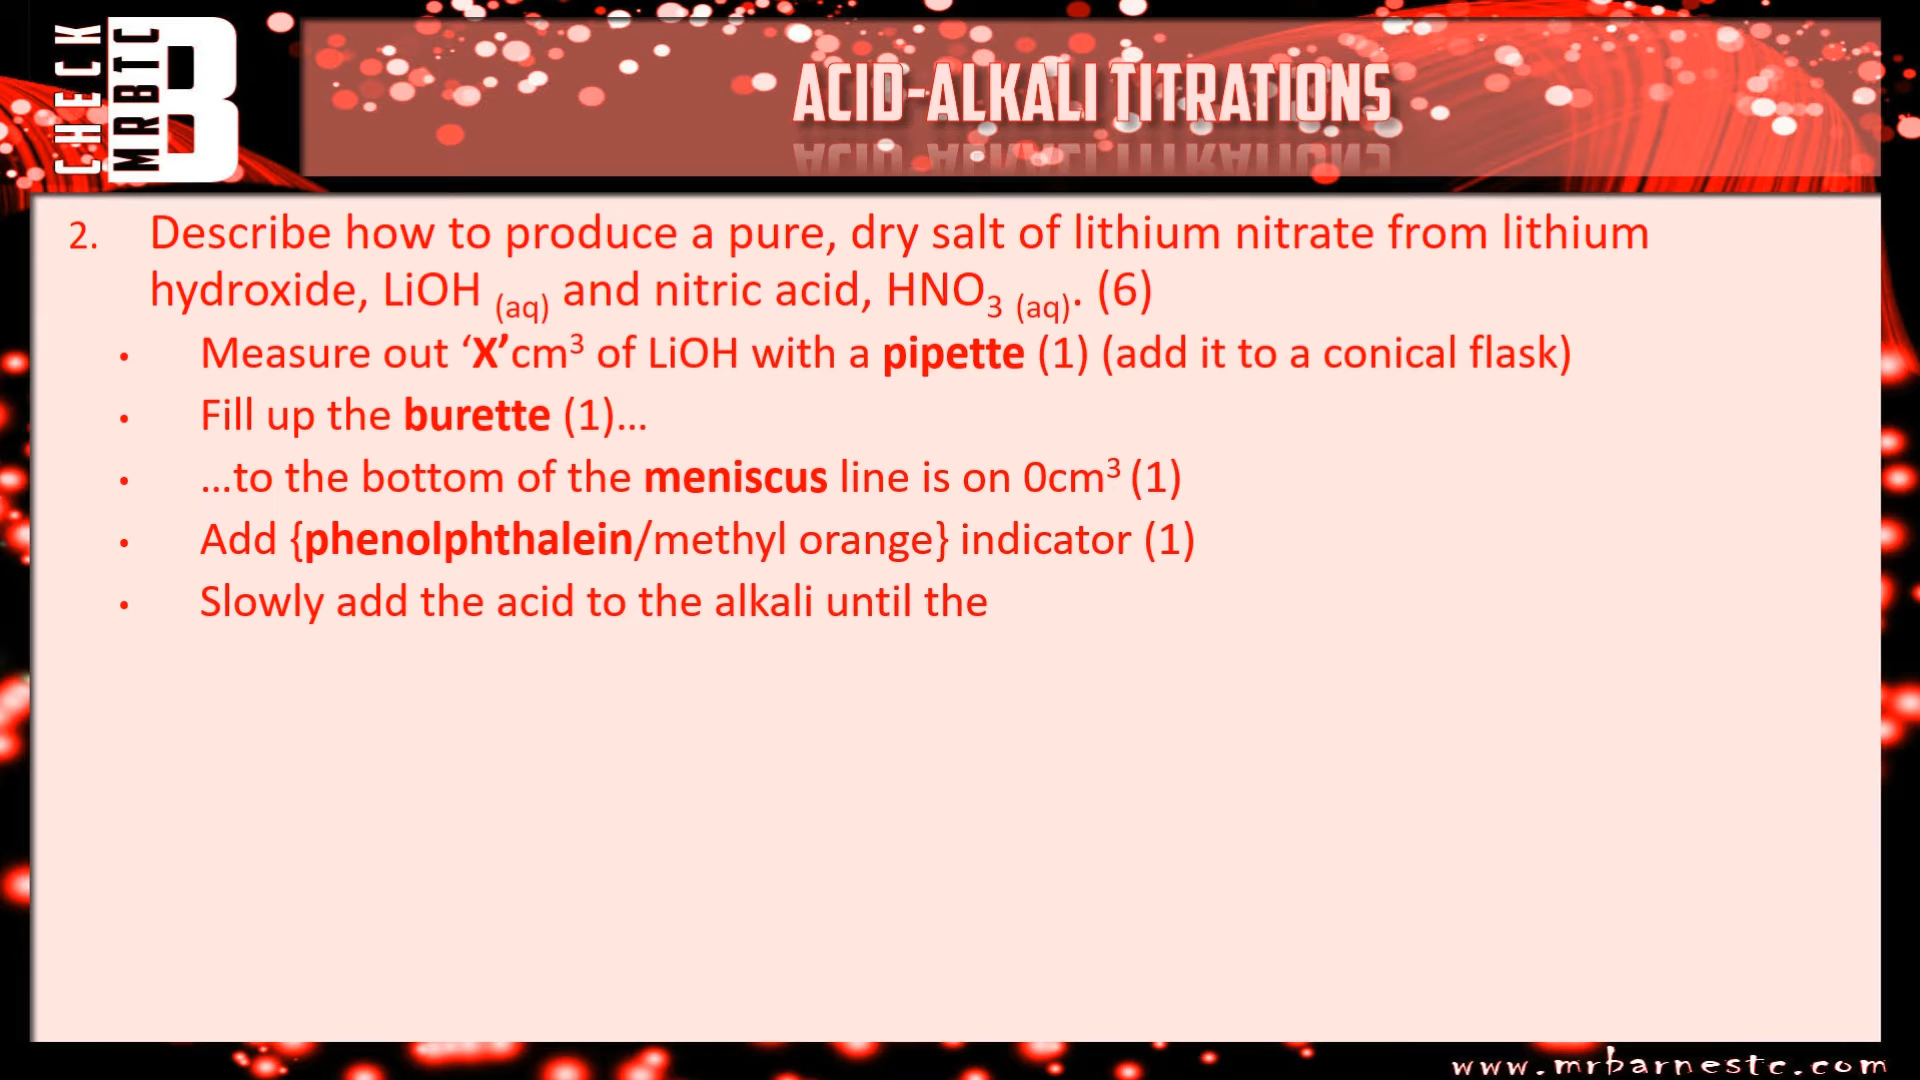 CHECK
MRBTC
B
ACID-ALKALI TITRATIONS
2. Describe how to produce a pure, dry salt of lithium nitrate from lithium
hydroxide, LiOH (aq) and nitric acid, HNO3 (aq). (6)
• Measure out ‘X’cm³ of LiOH with a pipette (1) (add it to a conical flask)
• Fill up the burette (1)…
• …to the bottom of the meniscus line is on 0cm³ (1)
• Add {phenolphthalein/methyl orange} indicator (1)
• Slowly add the acid to the alkali until the
www.mrbarnestc.com